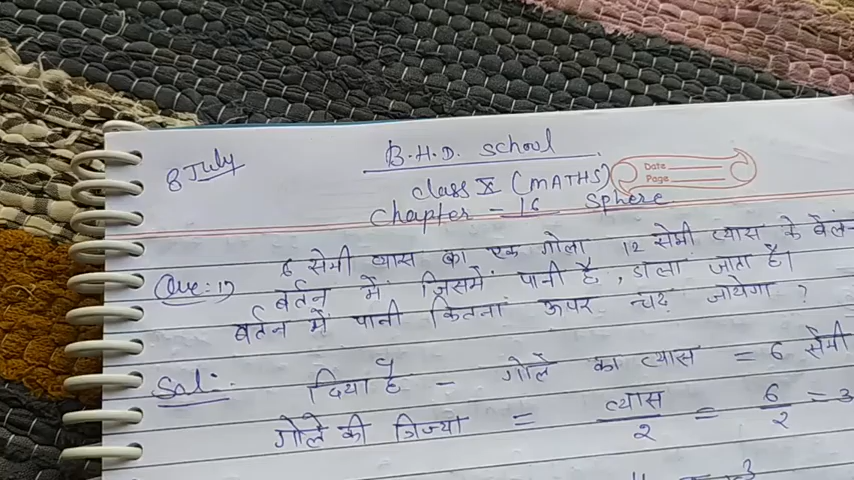 8 July
B.H.D. School
Date
Page
class X (MATHS)
Chapter - 16 Sphere
Que: 17 6 सेमी व्यास का एक गोला 12 सेमी व्यास के बेलन
बर्तन में जिसमें पानी है, डाला जाता है।
बर्तन में पानी कितना ऊपर चढ़ जायेगा ?
Sol:- दिया है - गोले का व्यास = 6 सेमी
गोले की त्रिज्या = व्यास/2 = 6/2 = 3